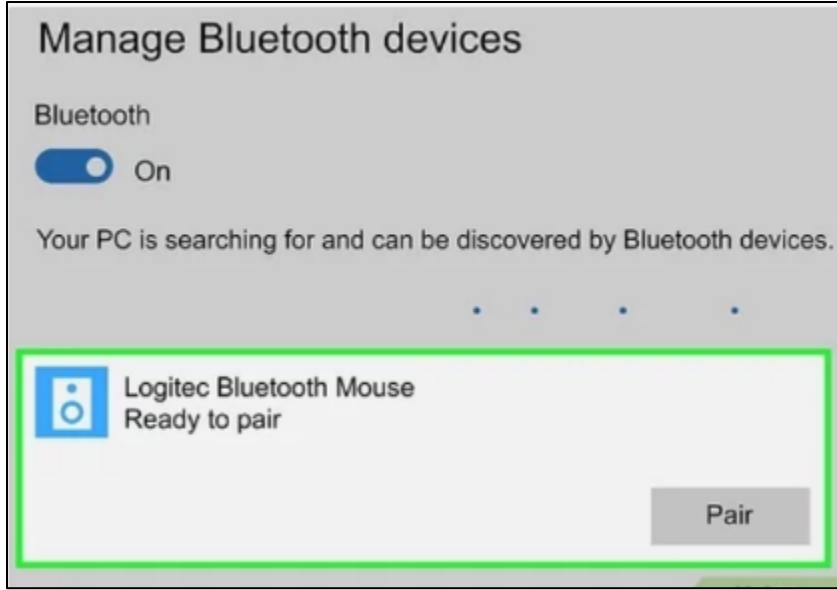 Manage Bluetooth devices
Bluetooth
On
Your PC is searching for and can be discovered by Bluetooth devices.
Logitec Bluetooth Mouse
Ready to pair
Pair